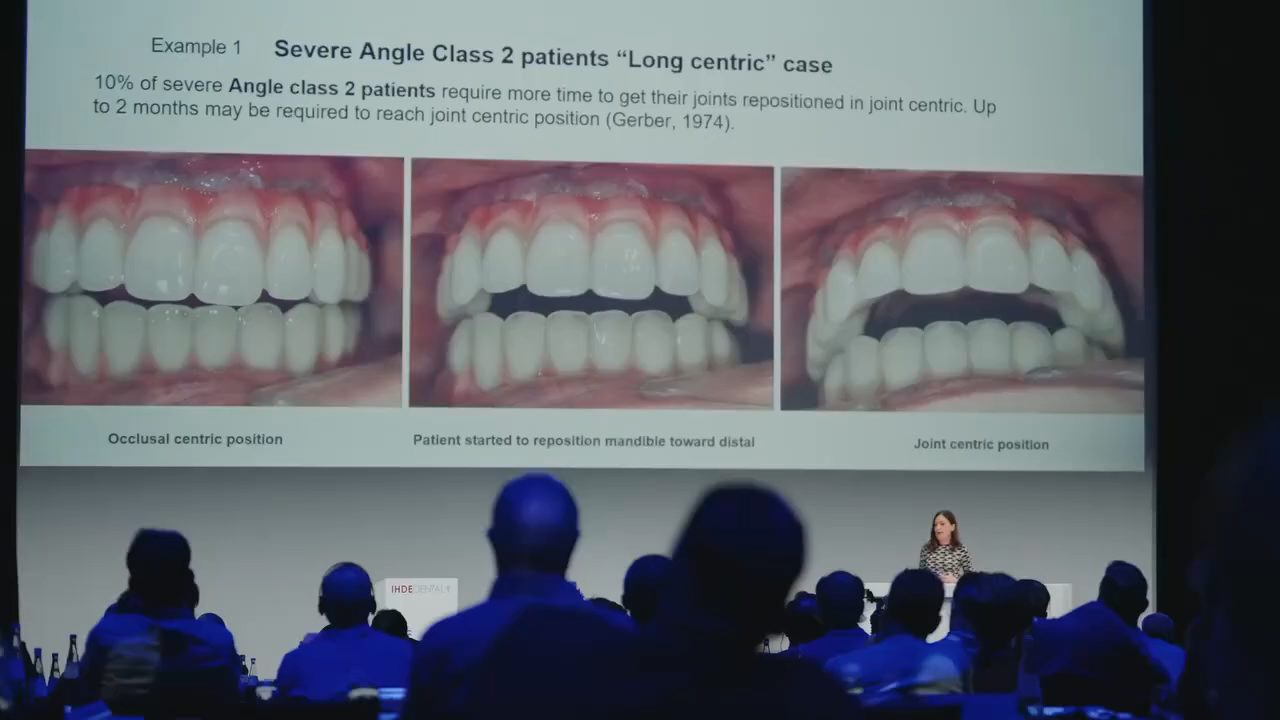 Example 1 Severe Angle Class 2 patients “Long centric” case
10% of severe Angle class 2 patients require more time to get their joints repositioned in joint centric. Up
to 2 months may be required to reach joint centric position (Gerber, 1974).
Occlusal centric position
Patient started to reposition mandible toward distal
Joint centric position
IHDEDENTAL